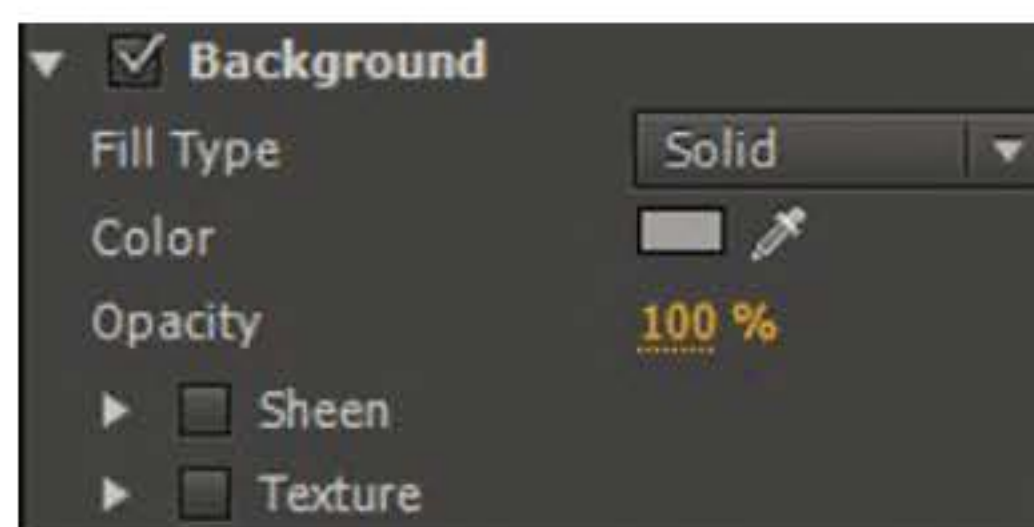 Background
Fill Type Solid
Color
Opacity 100 %
Sheen
Texture